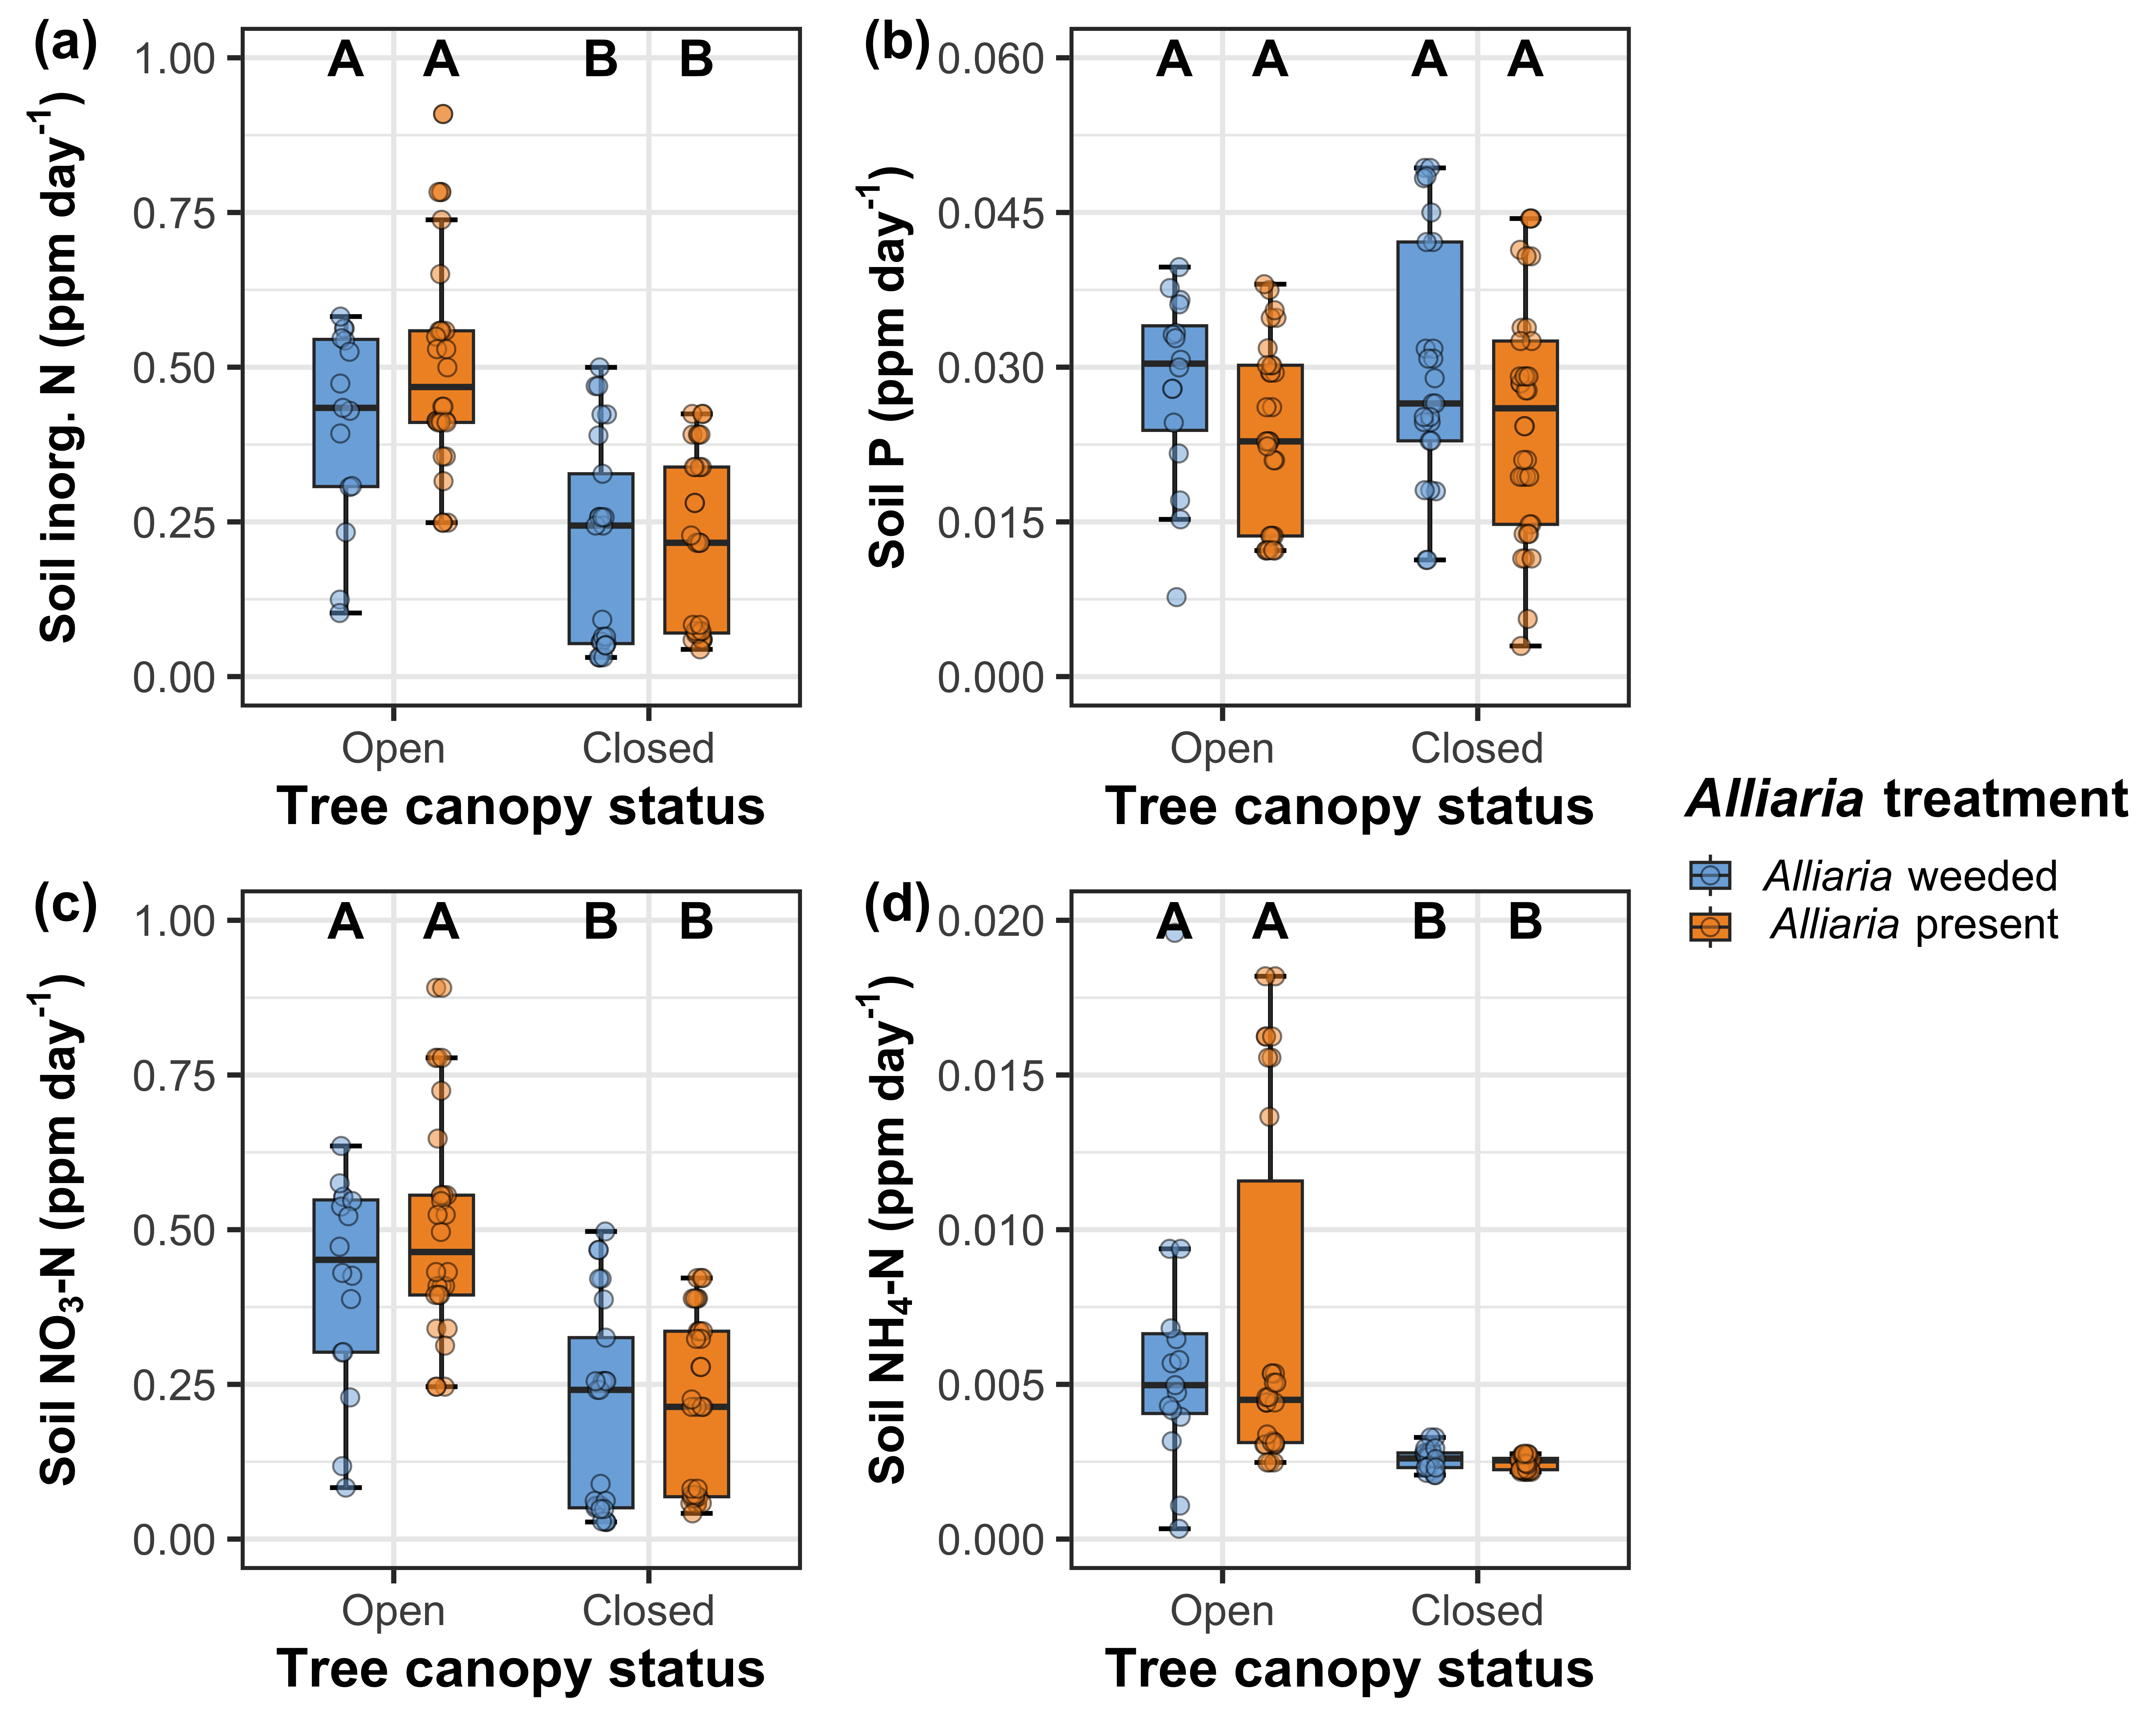 (a)
Soil inorg. N (ppm day⁻¹)
1.00
0.75
0.50
0.25
0.00
A A B B
Open Closed
Tree canopy status
(b)
Soil P (ppm day⁻¹)
0.060
0.045
0.030
0.015
0.000
A A A A
Open Closed
Tree canopy status
(c)
Soil NO₃-N (ppm day⁻¹)
1.00
0.75
0.50
0.25
0.00
A A B B
Open Closed
Tree canopy status
(d)
Soil NH₄-N (ppm day⁻¹)
0.020
0.015
0.010
0.005
0.000
A A B B
Open Closed
Tree canopy status
Alliaria treatment
Alliaria weeded
Alliaria present